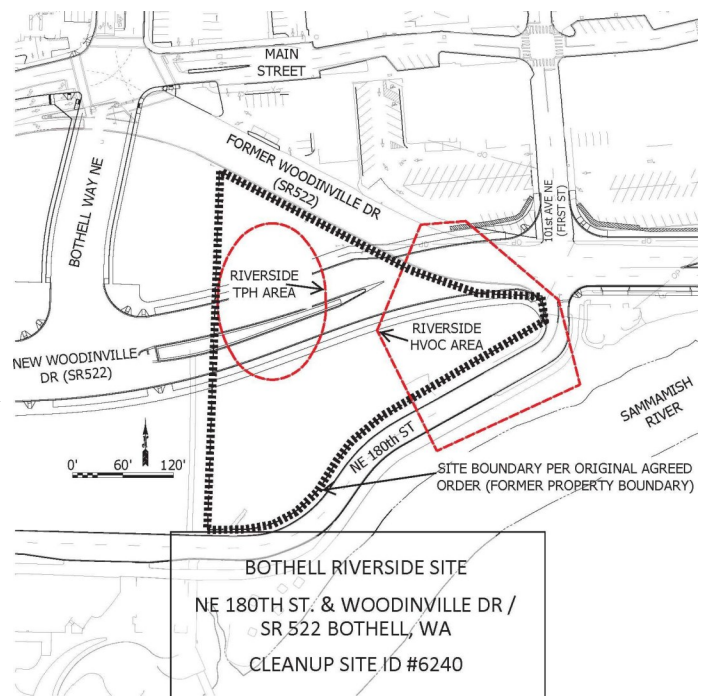 MAIN
STREET
FORMER WOODINVILLE DR
(SR522)
BOTHELL WAY NE
101st AVE NE
(FIRST ST)
RIVERSIDE
TPH AREA
RIVERSIDE
HVOC AREA
NEW WOODINVILLE
DR (SR522)
SAMMAMISH
RIVER
NE 180th ST
0' 60' 120'
SITE BOUNDARY PER ORIGINAL AGREED
ORDER (FORMER PROPERTY BOUNDARY)
BOTHELL RIVERSIDE SITE
NE 180TH ST. & WOODINVILLE DR /
SR 522 BOTHELL, WA
CLEANUP SITE ID #6240